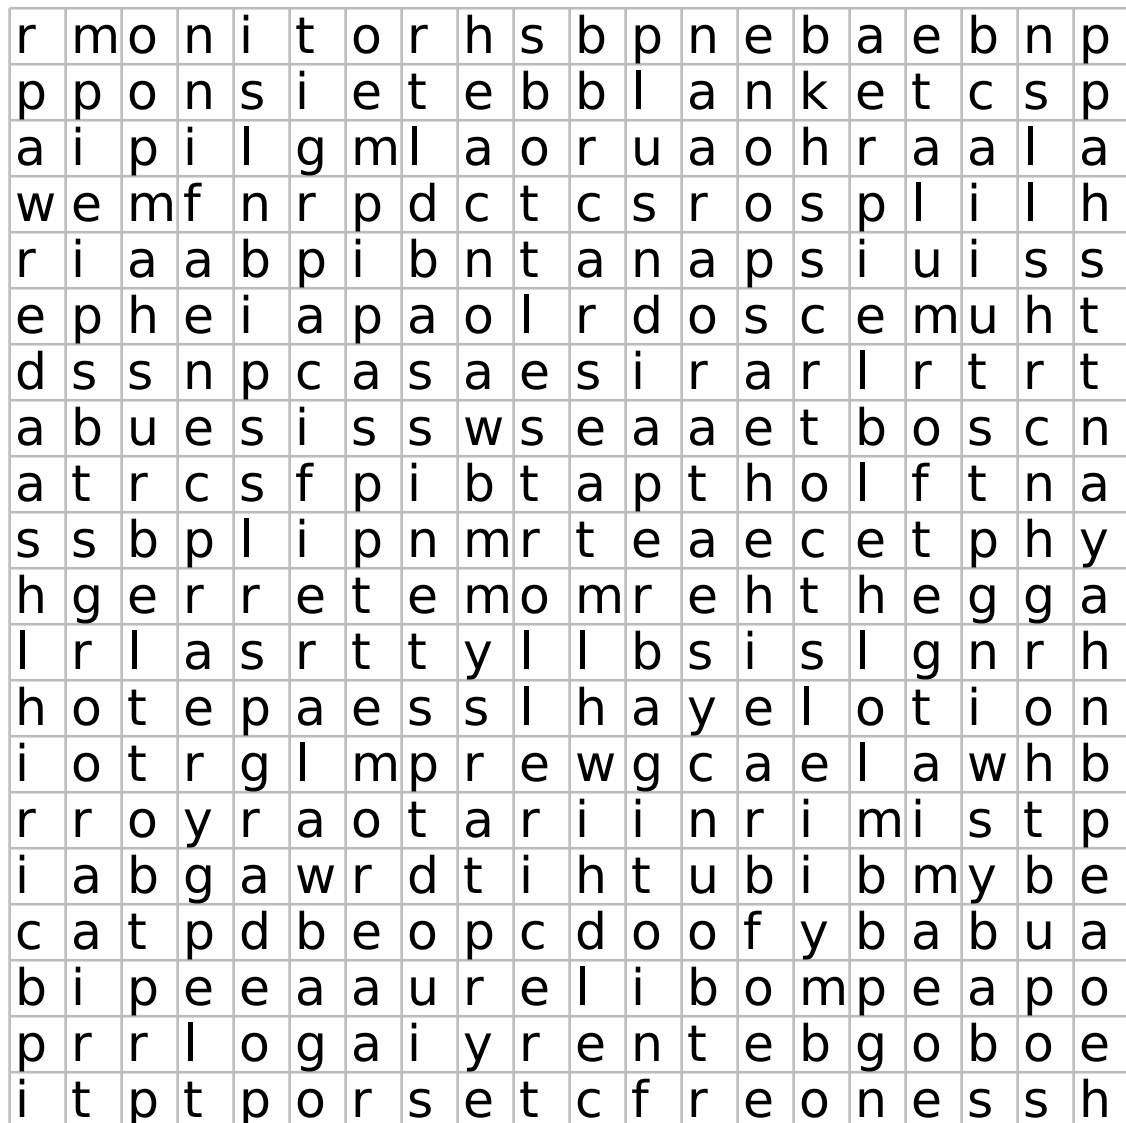 r m o n i t o r h s b p n e b a e b n p
p p o n s i e t e b b l a n k e t c s p
a i p i l g m l a o r u a o h r a a l a
w e m f n r p d c t c s r o s p l i l h
r i a a b p i b n t a n a p s i u i s s
e p h e i a p a o l r d o s c e m u h t
d s s n p c a s a e s i r a r l r t r t
a b u e s i s s w s e a a e t b o s c n
a t r c s f p i b t a p t h o l f t n a
s s b p l i p n m r t e a e c e t p h y
h g e r r e t e m o m r e h t h e g g a
l r l a s r t t y l l b s i s l g n r h
h o t e p a e s s l h a y e l o t i o n
i o t r g l m p r e w g c a e l a w h b
r r o y r a o t a r i i n r i m i s t p
i a b g a w r d t i h t u b i b m y b e
c a t p d b e o p c d o o f y b a b u a
b i p e e a a u r e l i b o m p e a p o
p r r l o g a i y r e n t e b g o b o e
i t p t p o r s e t c f r e o n e s s h